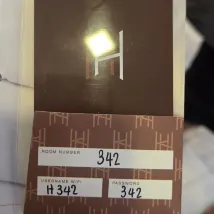 H
ROOM NUMBER
342
USERNAME WIFI
H342
PASSWORD
342